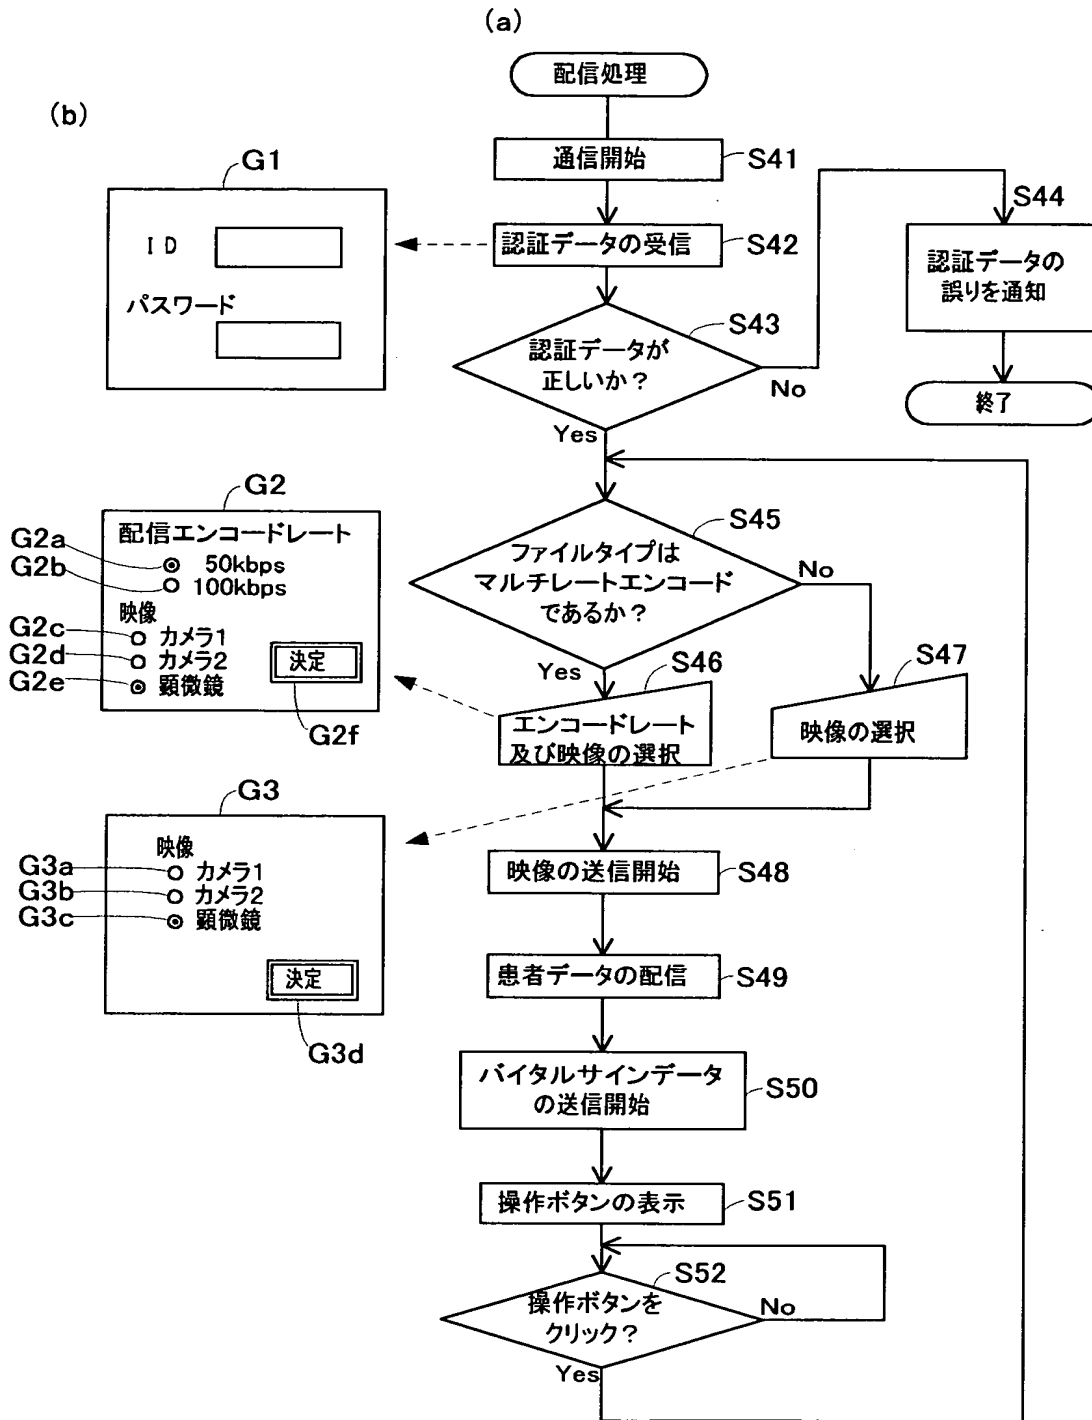 (a)
配信処理
通信開始
S41
認証データの受信
S42
認証データが
正しいか？
S43
No
Yes
S44
認証データの
誤りを通知
終了
ファイルタイプは
マルチレートエンコード
であるか？
S45
No
Yes
S46
エンコードレート
及び映像の選択
S47
映像の選択
映像の送信開始
S48
患者データの配信
S49
バイタルサインデータ
の送信開始
S50
操作ボタンの表示
S51
操作ボタンを
クリック？
S52
No
Yes
(b)
G1
ID
パスワード
G2
配信エンコードレート
G2a
50kbps
G2b
100kbps
映像
G2c
カメラ1
G2d
カメラ2
G2e
顕微鏡
決定
G2f
G3
映像
G3a
カメラ1
G3b
カメラ2
G3c
顕微鏡
決定
G3d